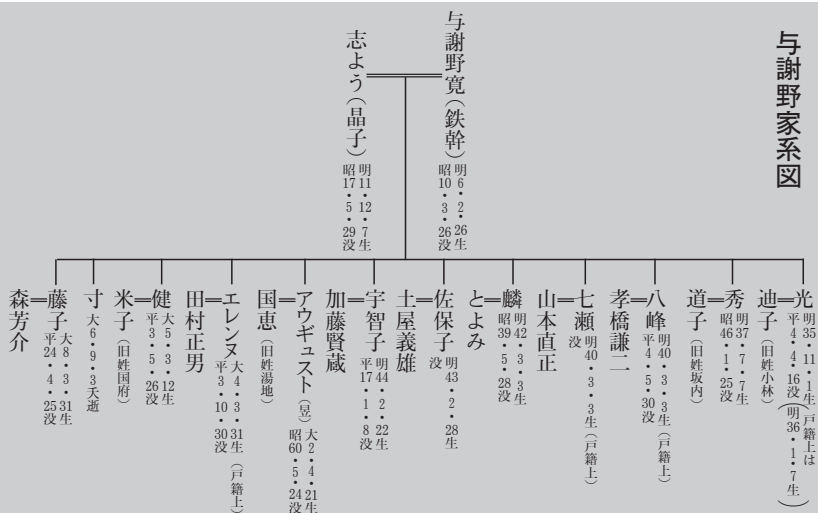 与謝野家系図
与謝野寛（鉄幹）
明6・2・26生
昭10・3・26没
志よう（晶子）
明11・12・7生
昭17・5・29没
光
明35・11・1生（戸籍上は明36・1・7生）
平4・4・16没
迪子（旧姓小林）
秀
明37・7・7生
昭46・1・25没
道子（旧姓坂内）
八峰
明40・3・3生（戸籍上）
平4・5・30没
孝橋謙二
七瀬
明40・3・3生（戸籍上）
没
山本直正
麟
明42・3・3生
昭39・5・28没
とよみ
佐保子
明43・2・28生
没
土屋義雄
宇智子
明44・2・22生
平17・1・8没
加藤賢蔵
アウギュスト（昱）
大2・4・21生
昭60・5・24没
国恵（旧姓湯地）
エレンヌ
大4・3・31生（戸籍上）
平3・10・30没
田村正男
健
大5・3・12生
平3・5・26没
米子（旧姓国府）
寸
大6・9・3夭逝
藤子
大8・3・31生
平24・4・25没
森芳介